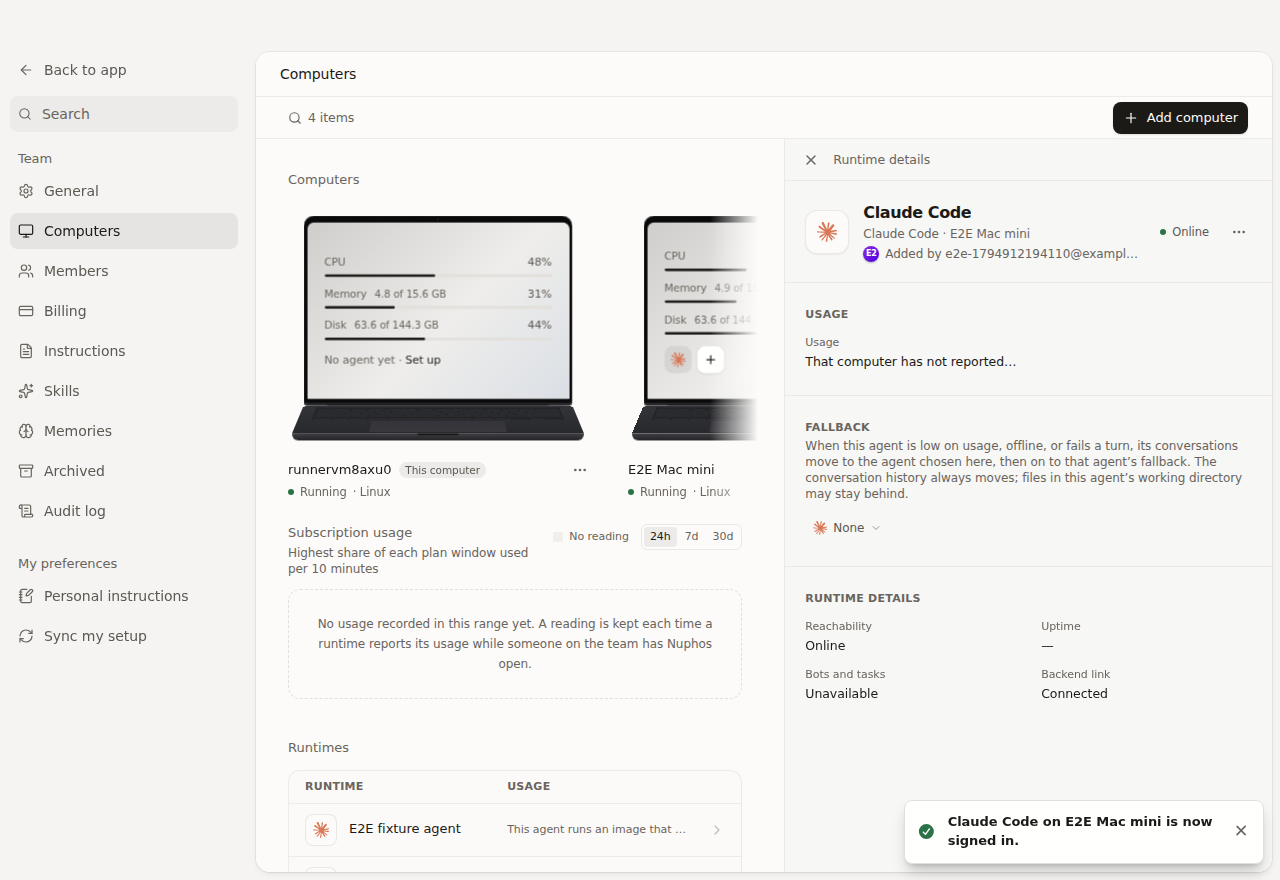 Back to app
Search
Team
General
Computers
Members
Billing
Instructions
Skills
Memories
Archived
Audit log
My preferences
Personal instructions
Sync my setup
Computers
4 items
Add computer
Computers
CPU 48%
Memory 4.8 of 15.6 GB 31%
Disk 63.6 of 144.3 GB 44%
No agent yet · Set up
runnervm8axu0 This computer
Running · Linux
CPU
Memory 4.9 of
Disk 63.6 of 144
E2E Mac mini
Running · Linux
Subscription usage
Highest share of each plan window used
per 10 minutes
No reading
24h 7d 30d
No usage recorded in this range yet. A reading is kept each time a
runtime reports its usage while someone on the team has Nuphos
open.
Runtimes
RUNTIME USAGE
E2E fixture agent This agent runs an image that …
Runtime details
Claude Code
Claude Code · E2E Mac mini
E2 Added by e2e-1794912194110@exampl…
Online
USAGE
Usage
That computer has not reported…
FALLBACK
When this agent is low on usage, offline, or fails a turn, its conversations
move to the agent chosen here, then on to that agent’s fallback. The
conversation history always moves; files in this agent’s working directory
may stay behind.
None
RUNTIME DETAILS
Reachability Uptime
Online —
Bots and tasks Backend link
Unavailable Connected
Claude Code on E2E Mac mini is now
signed in.